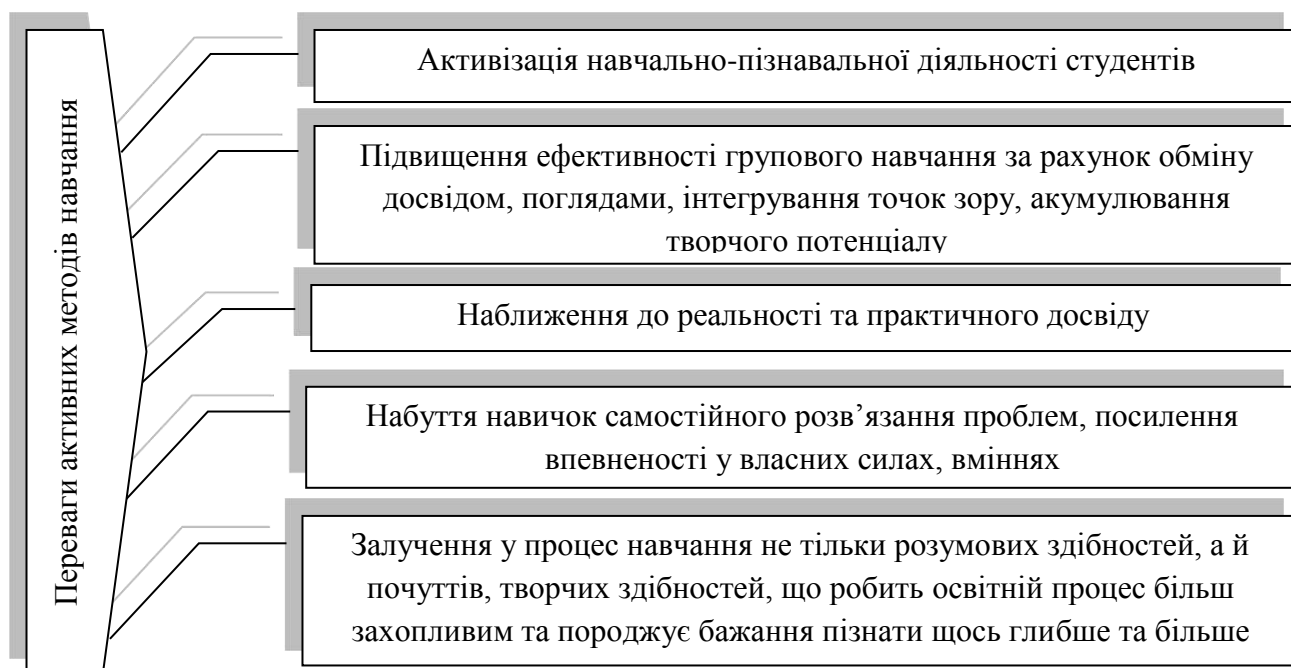 Переваги активних методів навчання
Активізація навчально-пізнавальної діяльності студентів
Підвищення ефективності групового навчання за рахунок обміну
досвідом, поглядами, інтегрування точок зору, акумулювання
творчого потенціалу
Наближення до реальності та практичного досвіду
Набуття навичок самостійного розв’язання проблем, посилення
впевненості у власних силах, вміннях
Залучення у процес навчання не тільки розумових здібностей, а й
почуттів, творчих здібностей, що робить освітній процес більш
захопливим та породжує бажання пізнати щось глибше та більше